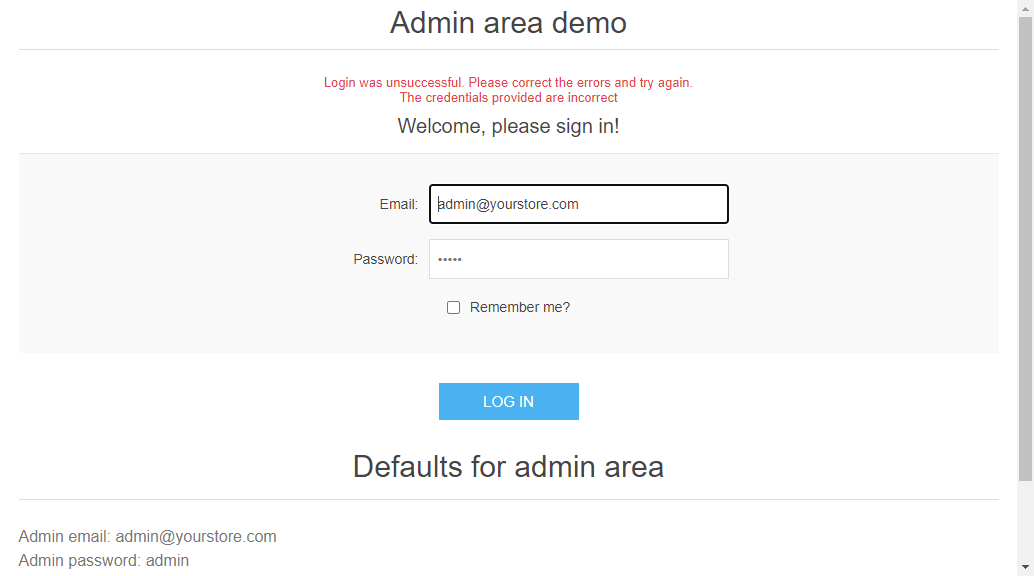 Admin area demo
Login was unsuccessful. Please correct the errors and try again.
The credentials provided are incorrect
Welcome, please sign in!
Email: admin@yourstore.com
Password: •••••
Remember me?
LOG IN
Defaults for admin area
Admin email: admin@yourstore.com
Admin password: admin